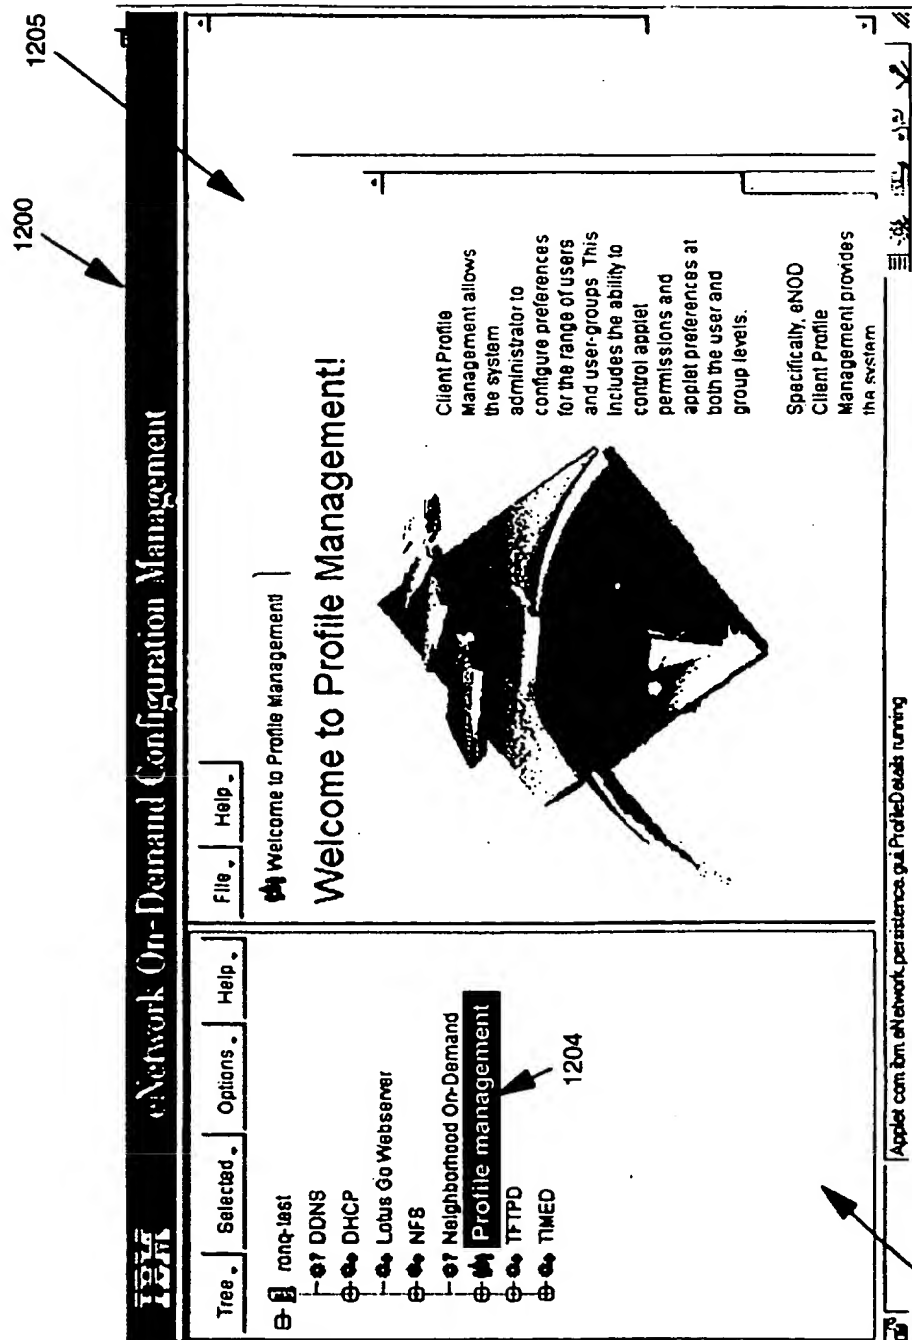 1200
1205
IBM
eNetwork On-Demand Configuration Management
Tree Selected Options Help
ronq-test
DDNS
DHCP
Lotus Go Webserver
NFS
Neighborhood On-Demand
Profile management
TFTPD
TIMED
1204
File Help
Welcome to Profile Management
Welcome to Profile Management!
Client Profile
Management allows
the system
administrator to
configure preferences
for the range of users
and user-groups. This
includes the ability to
control applet
permissions and
applet preferences at
both the user and
group levels.
Specifically, eNOD
Client Profile
Management provides
the system
Applet com.ibm.eNetwork.persistence.gui.ProfileDetails running